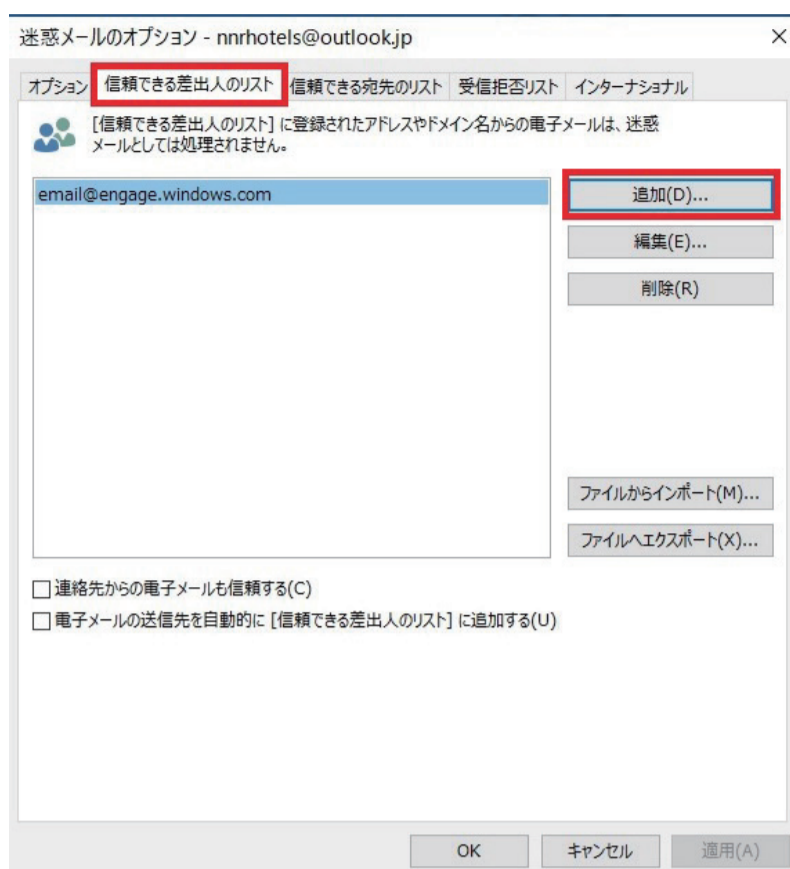 迷惑メールのオプション - nnrhotels@outlook.jp
オプション 信頼できる差出人のリスト 信頼できる宛先のリスト 受信拒否リスト インターナショナル
[信頼できる差出人のリスト] に登録されたアドレスやドメイン名からの電子メールは、迷惑
メールとしては処理されません。
email@engage.windows.com
追加(D)...
編集(E)...
削除(R)
ファイルからインポート(M)...
ファイルへエクスポート(X)...
連絡先からの電子メールも信頼する(C)
電子メールの送信先を自動的に [信頼できる差出人のリスト] に追加する(U)
OK キャンセル 適用(A)